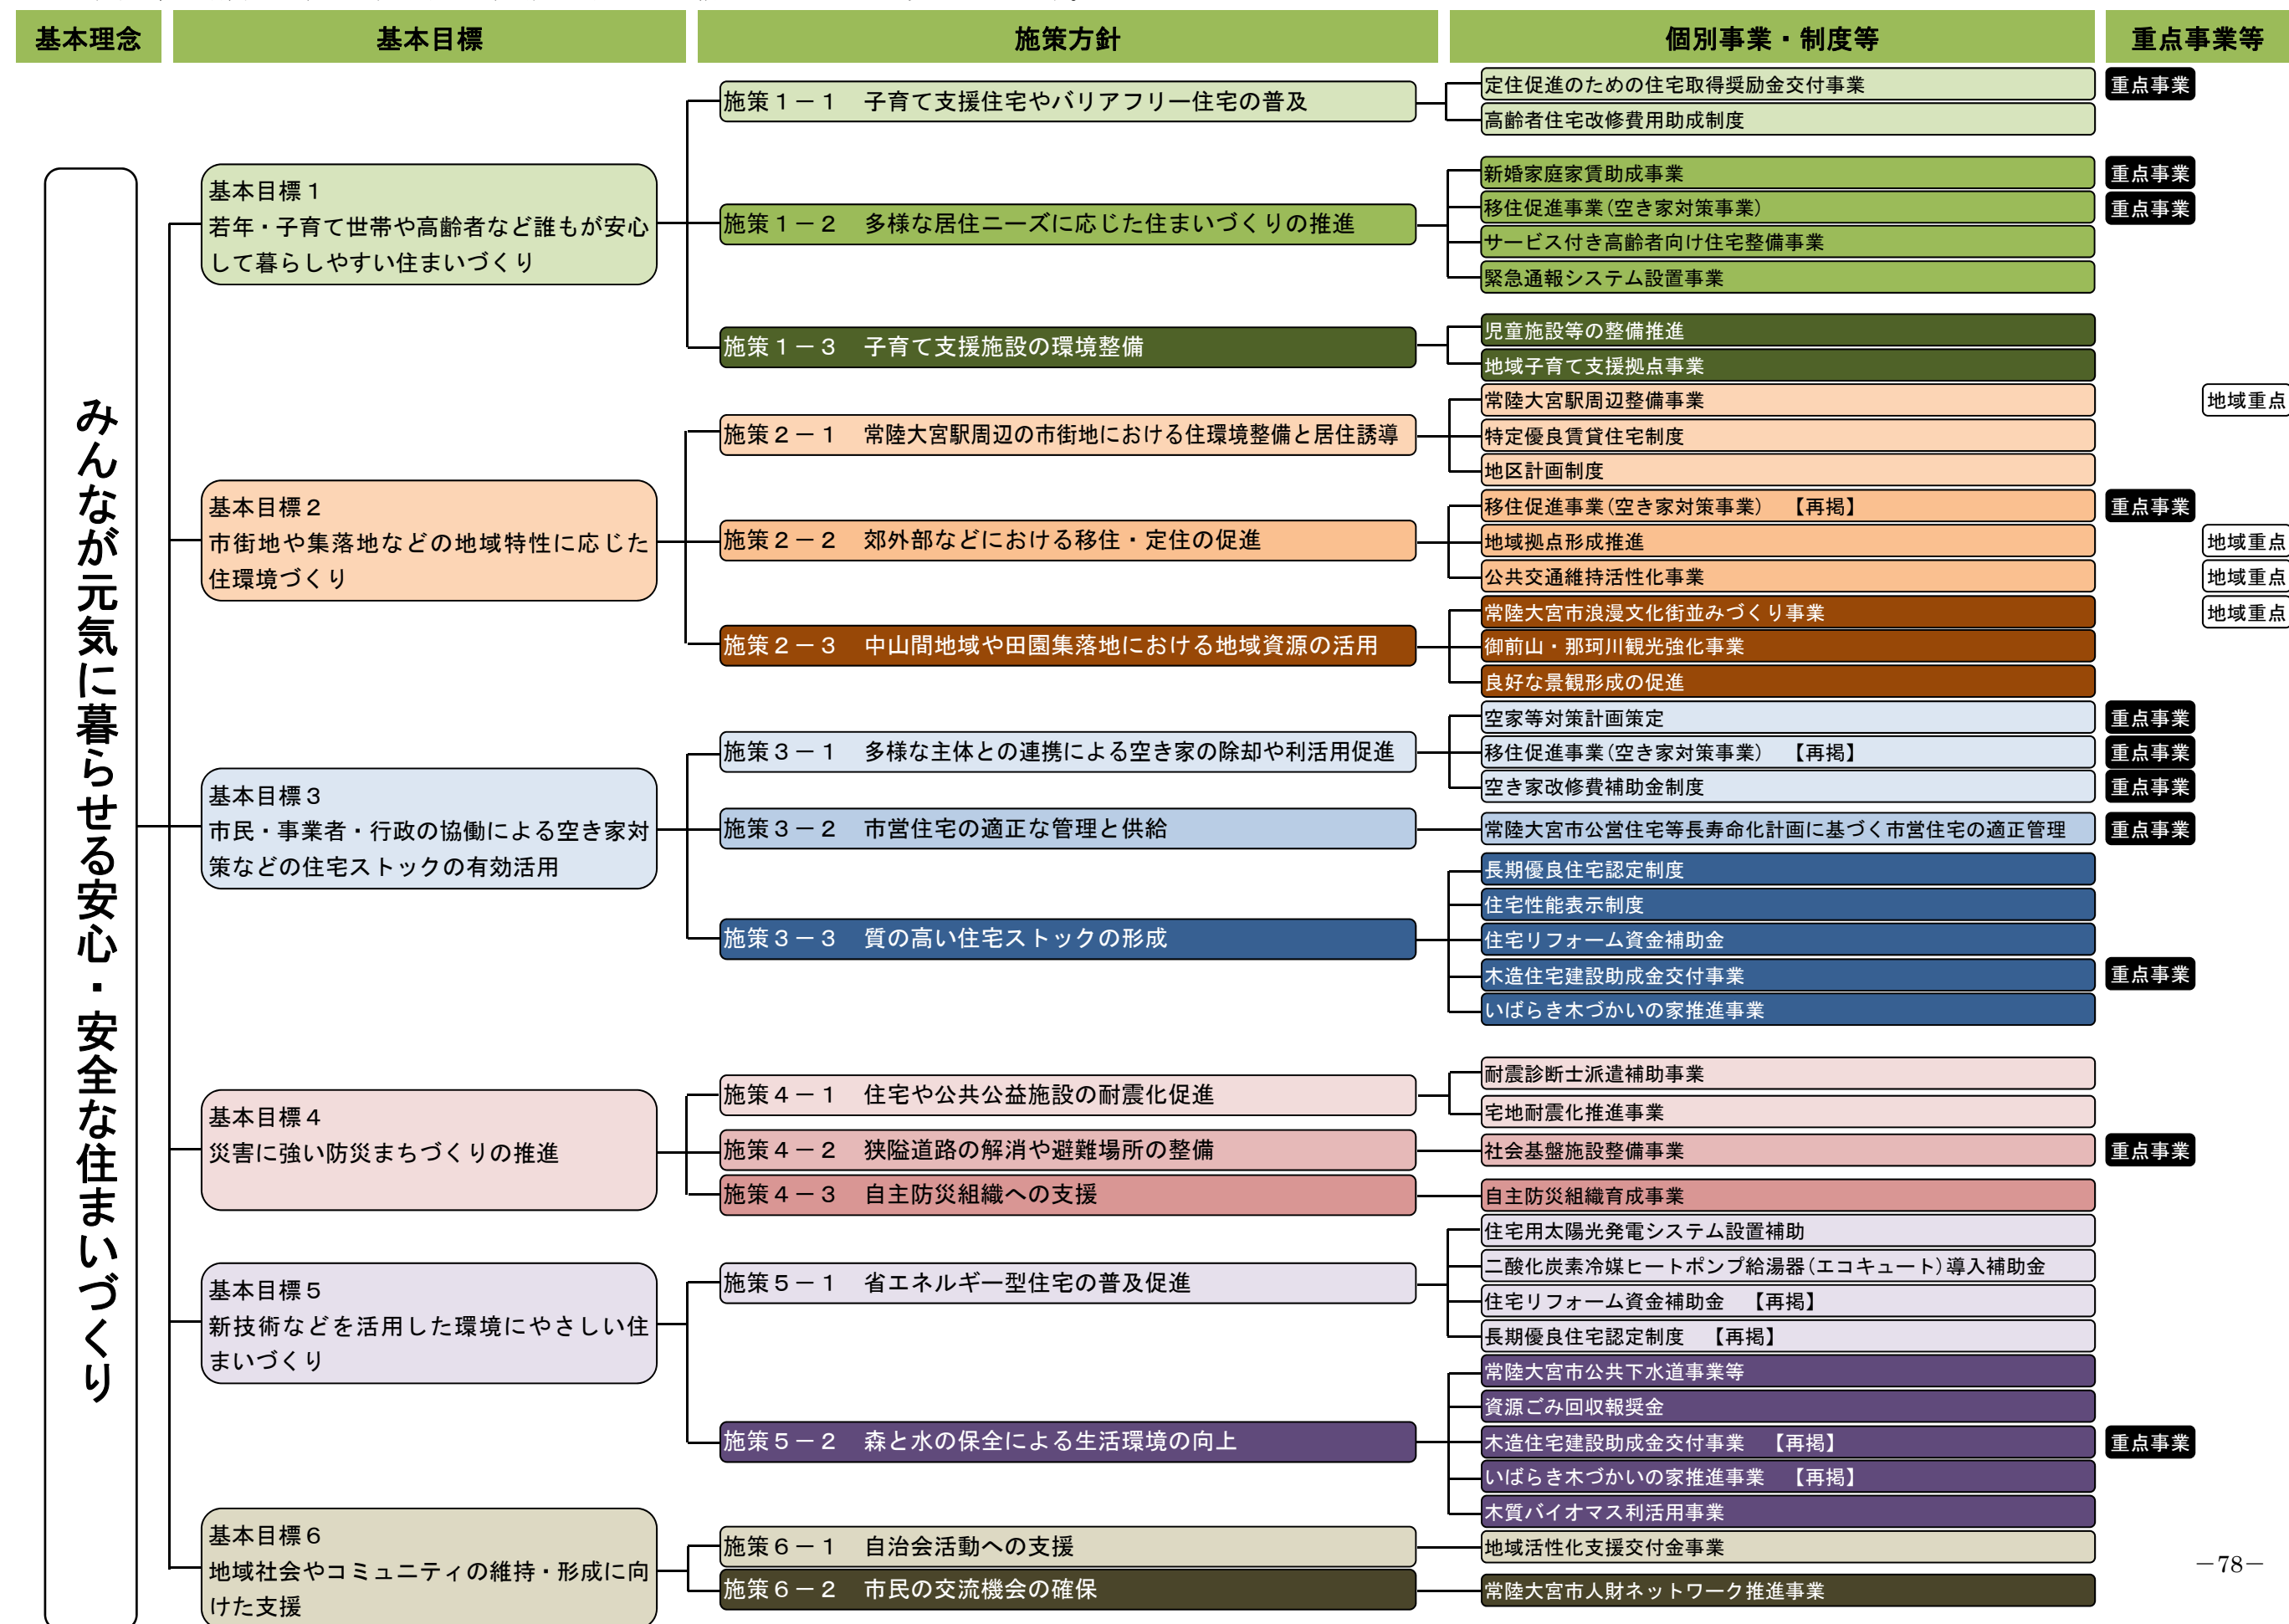 基本理念
基本目標
施策方針
個別事業・制度等
重点事業等
みんなが元気に暮らせる安心・安全な住まいづくり
基本目標１
若年・子育て世帯や高齢者など誰もが安心
して暮らしやすい住まいづくり
施策１－１　子育て支援住宅やバリアフリー住宅の普及
定住促進のための住宅取得奨励金交付事業
重点事業
高齢者住宅改修費用助成制度
施策１－２　多様な居住ニーズに応じた住まいづくりの推進
新婚家庭家賃助成事業
重点事業
移住促進事業(空き家対策事業)
重点事業
サービス付き高齢者向け住宅整備事業
緊急通報システム設置事業
施策１－３　子育て支援施設の環境整備
児童施設等の整備推進
地域子育て支援拠点事業
基本目標２
市街地や集落地などの地域特性に応じた
住環境づくり
施策２－１　常陸大宮駅周辺の市街地における住環境整備と居住誘導
常陸大宮駅周辺整備事業
地域重点
特定優良賃貸住宅制度
地区計画制度
施策２－２　郊外部などにおける移住・定住の促進
移住促進事業(空き家対策事業)　【再掲】
重点事業
地域拠点形成推進
地域重点
公共交通維持活性化事業
地域重点
施策２－３　中山間地域や田園集落地における地域資源の活用
常陸大宮市浪漫文化街並みづくり事業
地域重点
御前山・那珂川観光強化事業
良好な景観形成の促進
基本目標３
市民・事業者・行政の協働による空き家対
策などの住宅ストックの有効活用
施策３－１　多様な主体との連携による空き家の除却や利活用促進
空家等対策計画策定
重点事業
移住促進事業(空き家対策事業)　【再掲】
重点事業
空き家改修費補助金制度
重点事業
施策３－２　市営住宅の適正な管理と供給
常陸大宮市公営住宅等長寿命化計画に基づく市営住宅の適正管理
重点事業
施策３－３　質の高い住宅ストックの形成
長期優良住宅認定制度
住宅性能表示制度
住宅リフォーム資金補助金
木造住宅建設助成金交付事業
重点事業
いばらき木づかいの家推進事業
基本目標４
災害に強い防災まちづくりの推進
施策４－１　住宅や公共公益施設の耐震化促進
耐震診断士派遣補助事業
宅地耐震化推進事業
施策４－２　狭隘道路の解消や避難場所の整備
社会基盤施設整備事業
重点事業
施策４－３　自主防災組織への支援
自主防災組織育成事業
基本目標５
新技術などを活用した環境にやさしい住
まいづくり
施策５－１　省エネルギー型住宅の普及促進
住宅用太陽光発電システム設置補助
二酸化炭素冷媒ヒートポンプ給湯器(エコキュート)導入補助金
住宅リフォーム資金補助金　【再掲】
長期優良住宅認定制度　【再掲】
施策５－２　森と水の保全による生活環境の向上
常陸大宮市公共下水道事業等
資源ごみ回収報奨金
木造住宅建設助成金交付事業　【再掲】
重点事業
いばらき木づかいの家推進事業　【再掲】
木質バイオマス利活用事業
基本目標６
地域社会やコミュニティの維持・形成に向
けた支援
施策６－１　自治会活動への支援
地域活性化支援交付金事業
施策６－２　市民の交流機会の確保
常陸大宮市人財ネットワーク推進事業
－78－